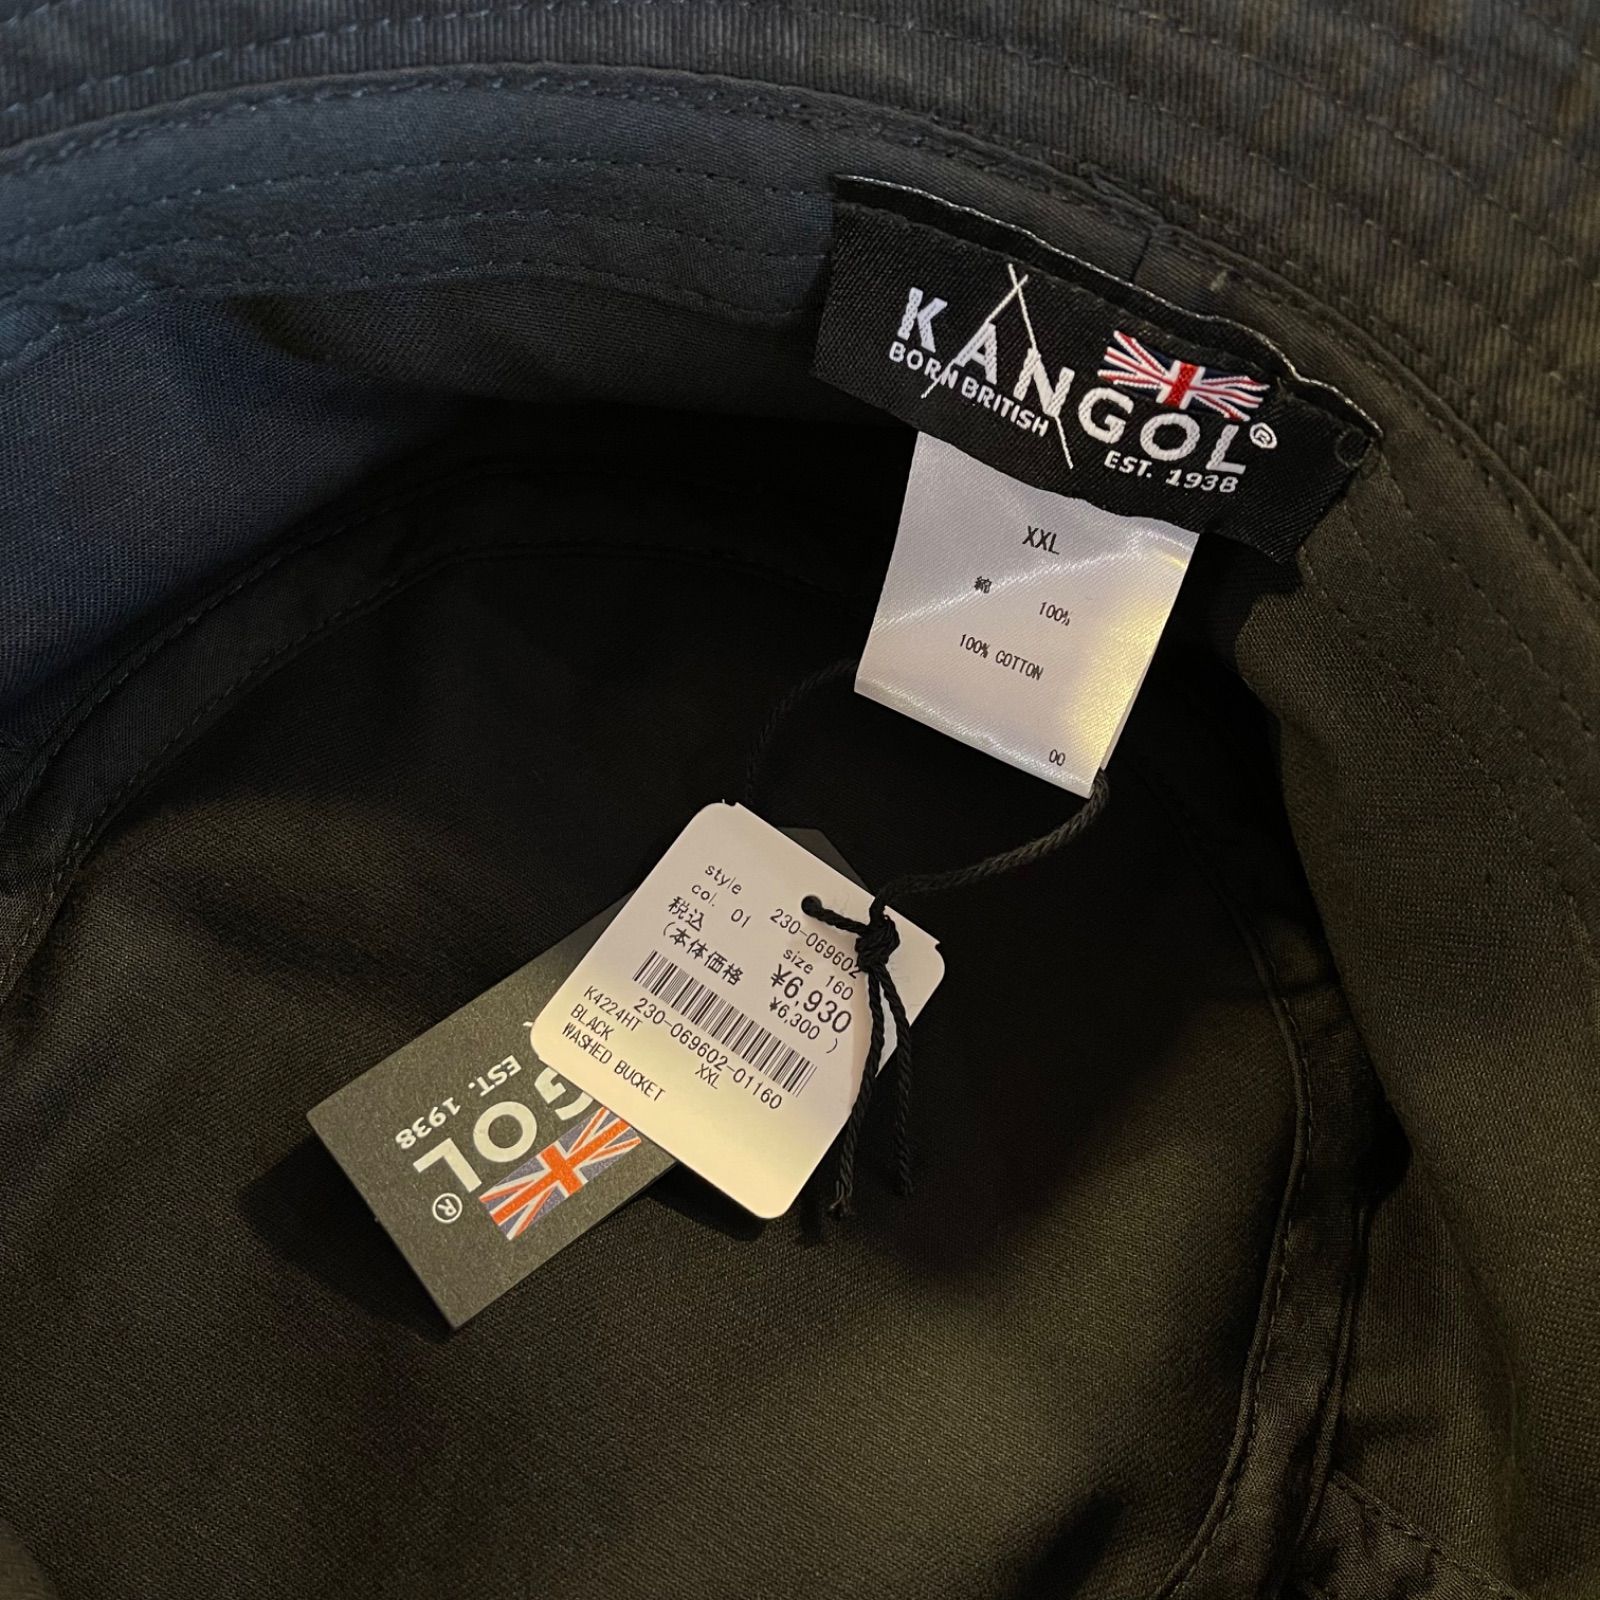 KANGOL®
BORN BRITISH
EST. 1938
XXL
綿 100%
100% COTTON
00
style 230-069602
col. 01 size 160
税込 ¥6,930
(本体価格 ¥6,300 )
230-069602-01160
K4224HT XXL
BLACK
WASHED BUCKET
GOL®
EST. 1938